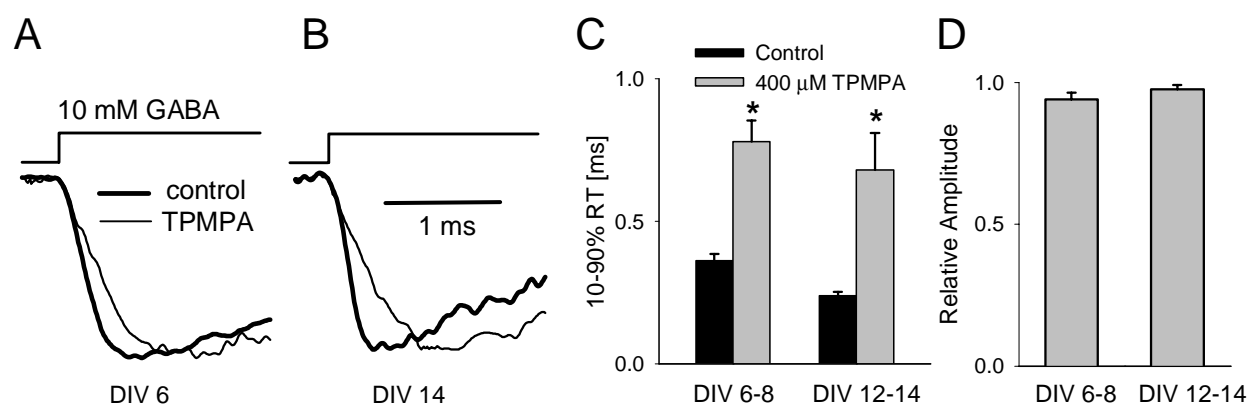 A
10 mM GABA
control
TPMPA
DIV 6
B
1 ms
DIV 14
C
Control
400 μM TPMPA
10-90% RT [ms]
1.0
0.5
0.0
*
*
DIV 6-8
DIV 12-14
D
Relative Amplitude
1.0
0.5
0.0
DIV 6-8
DIV 12-14